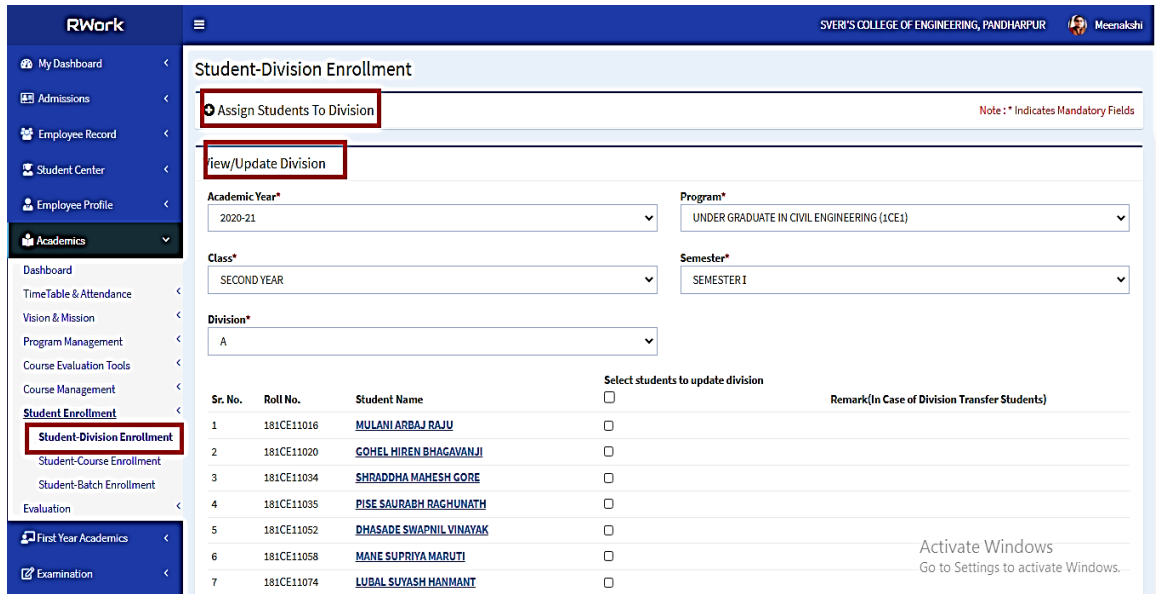 RWork
SVERI'S COLLEGE OF ENGINEERING, PANDHARPUR
Meenakshi
My Dashboard
Admissions
Employee Record
Student Center
Employee Profile
Academics
Dashboard
TimeTable & Attendance
Vision & Mission
Program Management
Course Evaluation Tools
Course Management
Student Enrollment
Student-Division Enrollment
Student-Course Enrollment
Student-Batch Enrollment
Evaluation
First Year Academics
Examination
Student-Division Enrollment
Assign Students To Division
Note : * Indicates Mandatory Fields
View/Update Division
Academic Year* Program*
2020-21 UNDER GRADUATE IN CIVIL ENGINEERING (1CE1)
Class* Semester*
SECOND YEAR SEMESTER I
Division*
A
Select students to update division
Sr. No. Roll No. Student Name Remark(In Case of Division Transfer Students)
1 181CE11016 MULANI ARBAJ RAJU
2 181CE11020 GOHEL HIREN BHAGAVANJI
3 181CE11034 SHRADDHA MAHESH GORE
4 181CE11035 PISE SAURABH RAGHUNATH
5 181CE11052 DHASADE SWAPNIL VINAYAK
6 181CE11058 MANE SUPRIYA MARUTI
7 181CE11074 LUBAL SUYASH HANMANT
Activate Windows
Go to Settings to activate Windows.